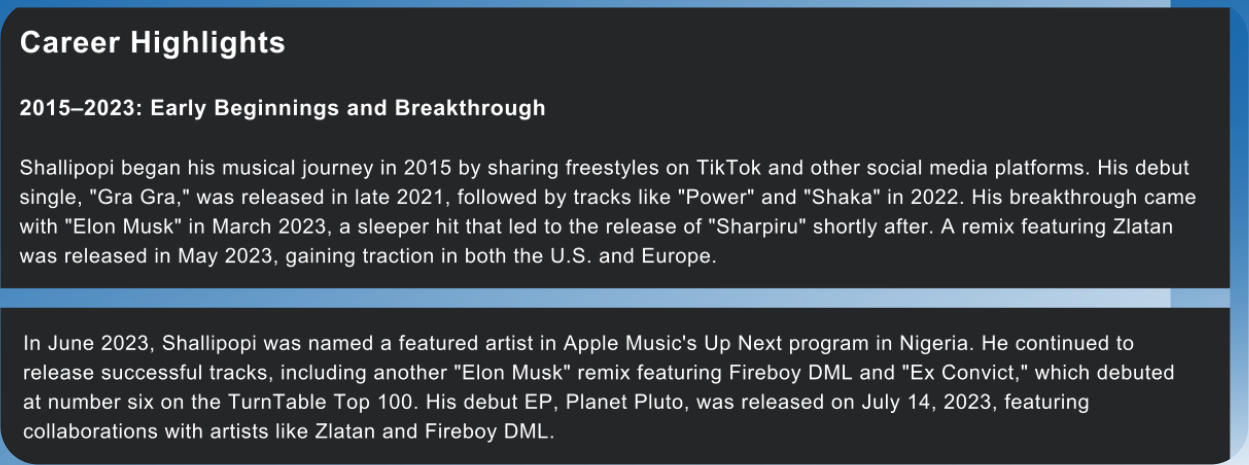 Career Highlights
2015–2023: Early Beginnings and Breakthrough
Shallipopi began his musical journey in 2015 by sharing freestyles on TikTok and other social media platforms. His debut
single, "Gra Gra," was released in late 2021, followed by tracks like "Power" and "Shaka" in 2022. His breakthrough came
with "Elon Musk" in March 2023, a sleeper hit that led to the release of "Sharpiru" shortly after. A remix featuring Zlatan
was released in May 2023, gaining traction in both the U.S. and Europe.
In June 2023, Shallipopi was named a featured artist in Apple Music's Up Next program in Nigeria. He continued to
release successful tracks, including another "Elon Musk" remix featuring Fireboy DML and "Ex Convict," which debuted
at number six on the TurnTable Top 100. His debut EP, Planet Pluto, was released on July 14, 2023, featuring
collaborations with artists like Zlatan and Fireboy DML.